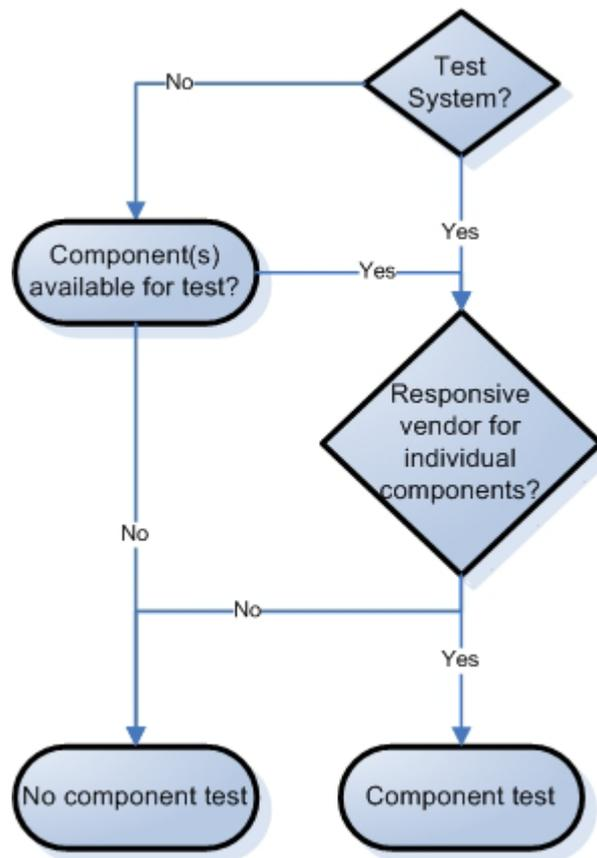 Test
System?
No
Yes
Component(s)
available for test?
Yes
Responsive
vendor for
individual
components?
No
No
Yes
No component test
Component test